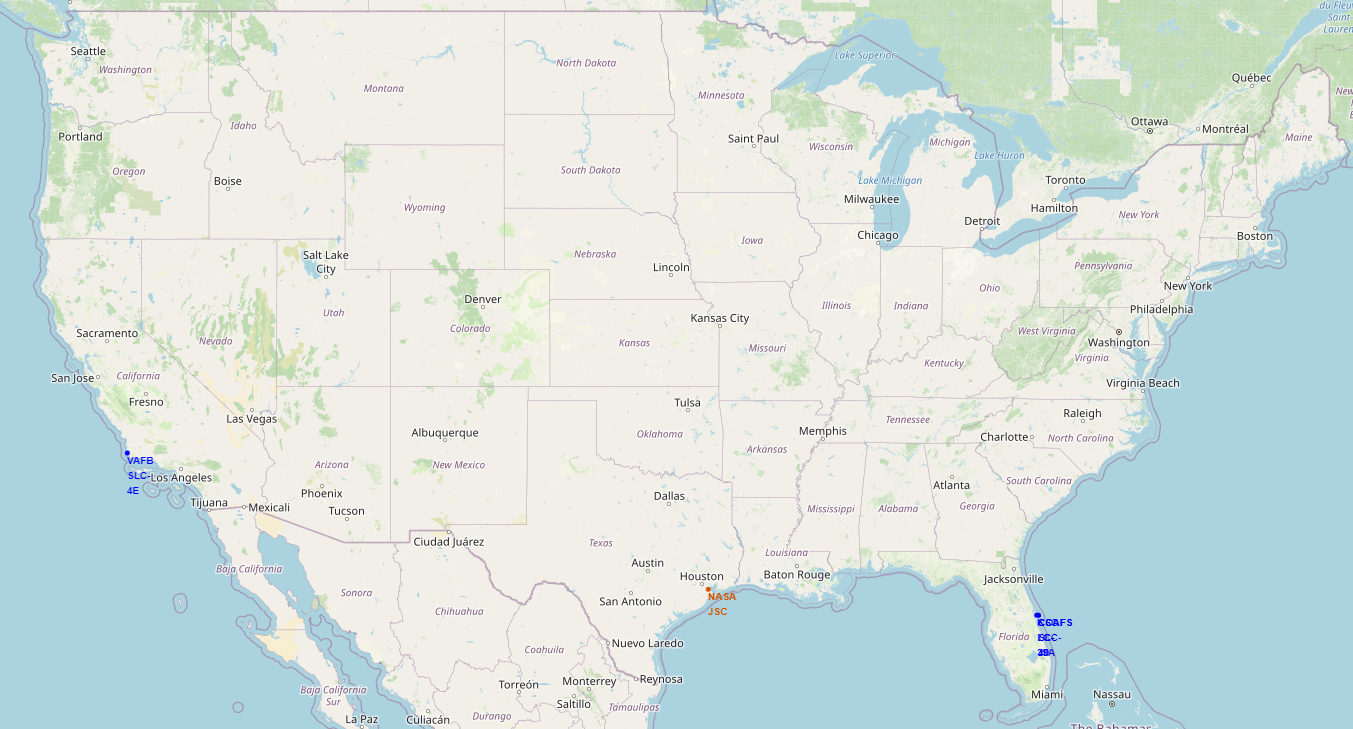 du Fleu
Saint-
Lauren
Seattle
Washington
Montana
North Dakota
Lake Superior
Québec
Minnesota
New
Idaho
Portland
Saint Paul
Wisconsin
Michigan
Lake Huron
Ottawa
Montréal
Maine
Oregon
Boise
South Dakota
Lake Michigan
Toronto
Wyoming
Milwaukee
Hamilton
New York
Chicago
Detroit
Boston
Iowa
Salt Lake
City
Nebraska
Lincoln
Pennsylvania
Denver
Ohio
New York
Utah
Illinois
Indiana
Philadelphia
Kansas City
Colorado
Sacramento
Nevada
Kansas
Missouri
West Virginia
Washington
Virginia
Kentucky
San Jose
California
Virginia Beach
Fresno
Las Vegas
Tulsa
Raleigh
Tennessee
Albuquerque
Oklahoma
Memphis
Charlotte
North Carolina
Arkansas
VAFB
SLC-
4E
Los Angeles
Arizona
New Mexico
Phoenix
Tucson
Tijuana
Mexicali
Dallas
Atlanta
South Carolina
Mississippi
Alabama
Georgia
Ciudad Juárez
Texas
Louisiana
Austin
Houston
Baton Rouge
Jacksonville
Baja California
Sonora
NASA
JSC
San Antonio
Chihuahua
Florida
Nuevo Laredo
Coahuila
Torreón
Monterrey
Reynosa
Baja California
Sur
Saltillo
Tamaulipas
Miami
Nassau
La Paz
Culiacán
Durango
The Bahamas